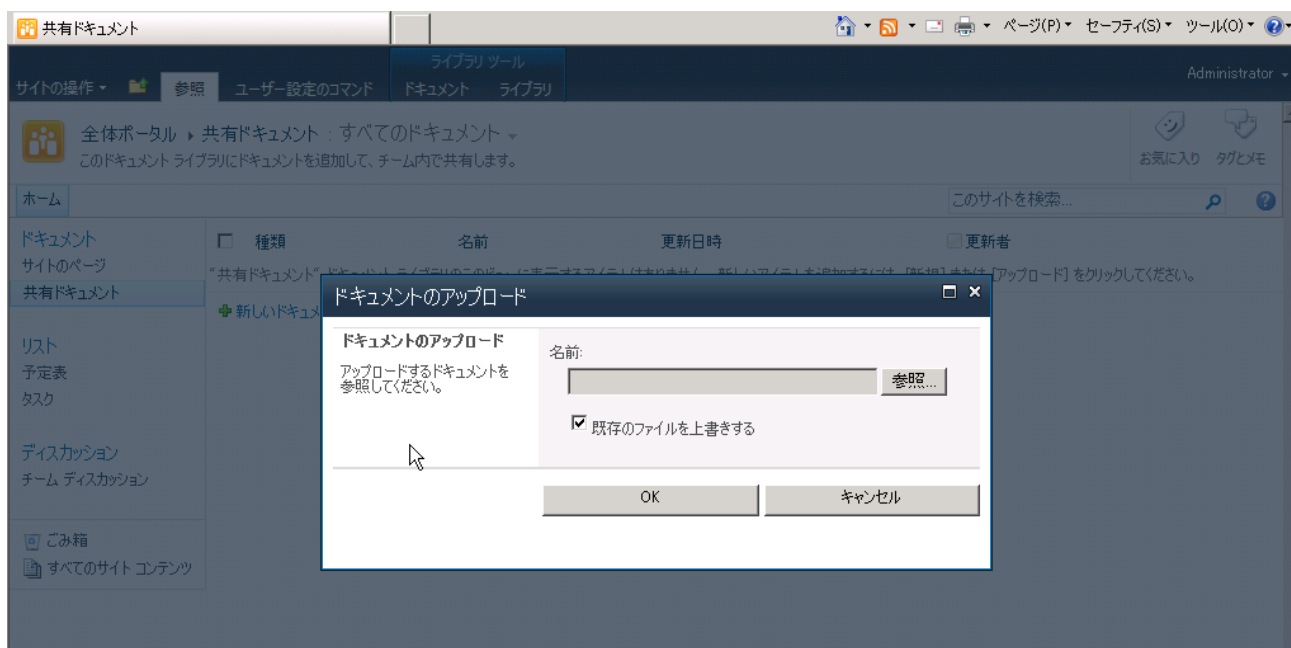 共有ドキュメント
ページ(P) セーフティ(S) ツール(O)
ライブラリ ツール
Administrator
サイトの操作 参照 ユーザー設定のコマンド ドキュメント ライブラリ
全体ポータル 共有ドキュメント : すべてのドキュメント
このドキュメント ライブラリにドキュメントを追加して、チーム内で共有します。
お気に入り タグとメモ
ホーム
このサイトを検索...
ドキュメント
サイトのページ
共有ドキュメント
リスト
予定表
タスク
ディスカッション
チーム ディスカッション
ごみ箱
すべてのサイト コンテンツ
種類 名前 更新日時 更新者
"共有ドキュメント" [アップロード] をクリックしてください。
新しいドキュメ
ドキュメントのアップロード
ドキュメントのアップロード
アップロードするドキュメントを
参照してください。
名前:
参照...
既存のファイルを上書きする
OK キャンセル